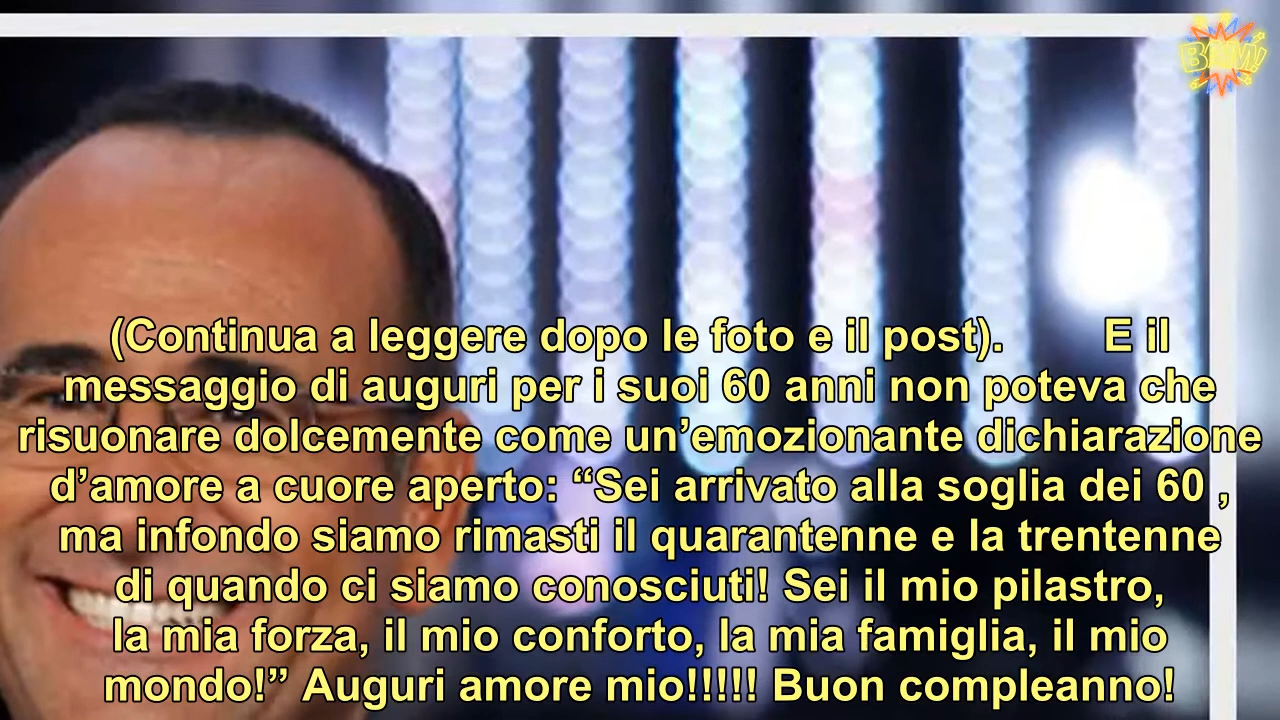 BAM!
(Continua a leggere dopo le foto e il post). E il
messaggio di auguri per i suoi 60 anni non poteva che
risuonare dolcemente come un’emozionante dichiarazione
d’amore a cuore aperto: “Sei arrivato alla soglia dei 60 ,
ma infondo siamo rimasti il quarantenne e la trentenne
di quando ci siamo conosciuti! Sei il mio pilastro,
la mia forza, il mio conforto, la mia famiglia, il mio
mondo!” Auguri amore mio!!!!! Buon compleanno!